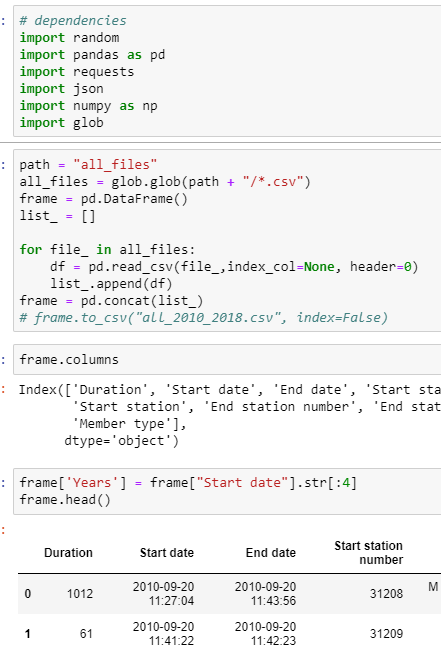 # dependencies
import random
import pandas as pd
import requests
import json
import numpy as np
import glob
path = "all_files"
all_files = glob.glob(path + "/*.csv")
frame = pd.DataFrame()
list_ = []
for file_ in all_files:
    df = pd.read_csv(file_,index_col=None, header=0)
    list_.append(df)
frame = pd.concat(list_)
# frame.to_csv("all_2010_2018.csv", index=False)
frame.columns
Index(['Duration', 'Start date', 'End date', 'Start sta
'Start station', 'End station number', 'End stat
'Member type'],
dtype='object')
frame['Years'] = frame["Start date"].str[:4]
frame.head()
Duration Start date End date Start station number
0 1012 2010-09-20 11:27:04 2010-09-20 11:43:56 31208 M
1 61 2010-09-20 11:41:22 2010-09-20 11:42:23 31209